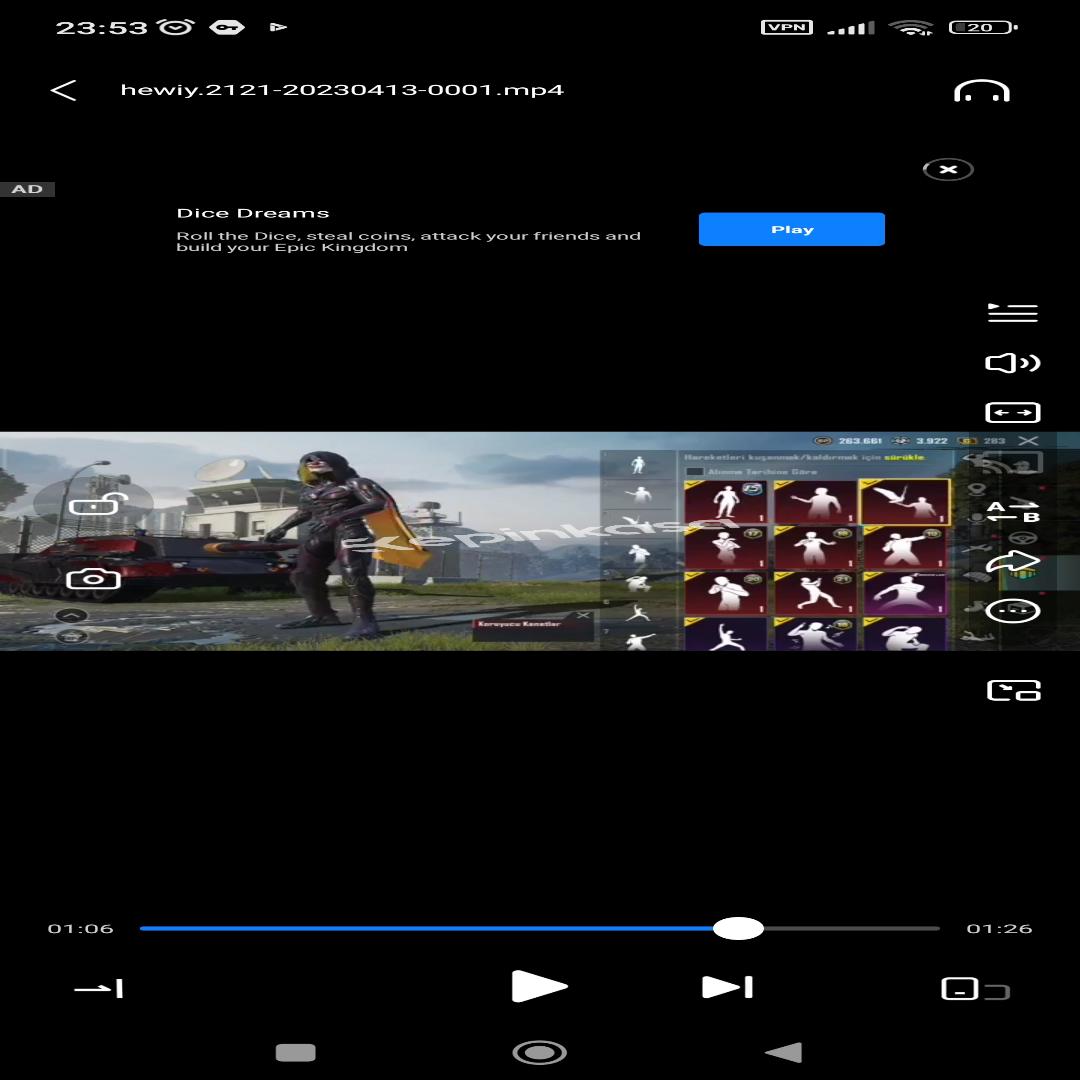 23:53
VPN
20
hewiy.2121-20230413-0001.mp4
AD
Dice Dreams
Roll the Dice, steal coins, attack your friends and
build your Epic Kingdom
Play
263.661 3.922 283
Hareketleri kuşanmak/kaldırmak için sürükle
Alınma Tarihine Göre
epinkasa
Koruyucu Kanatlar
A
B
01:06
01:26